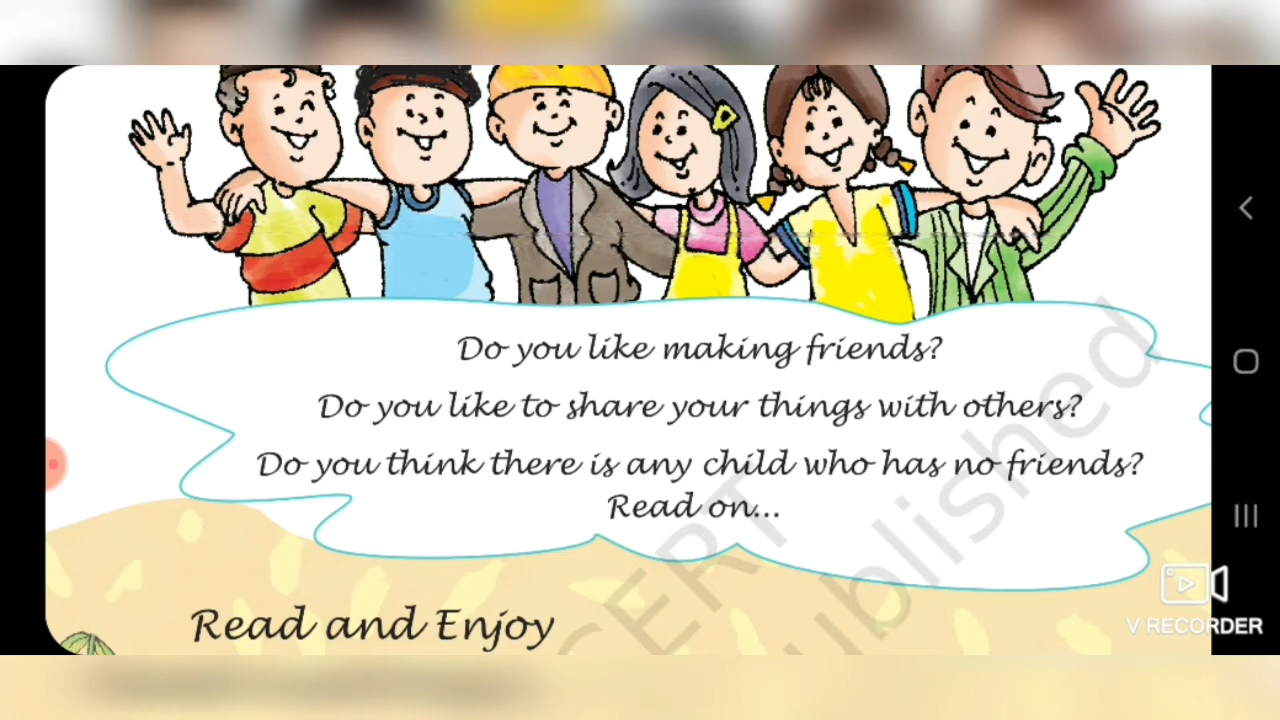 Do you like making friends?
Do you like to share your things with others?
Do you think there is any child who has no friends?
Read on...
Read and Enjoy
V RECORDER